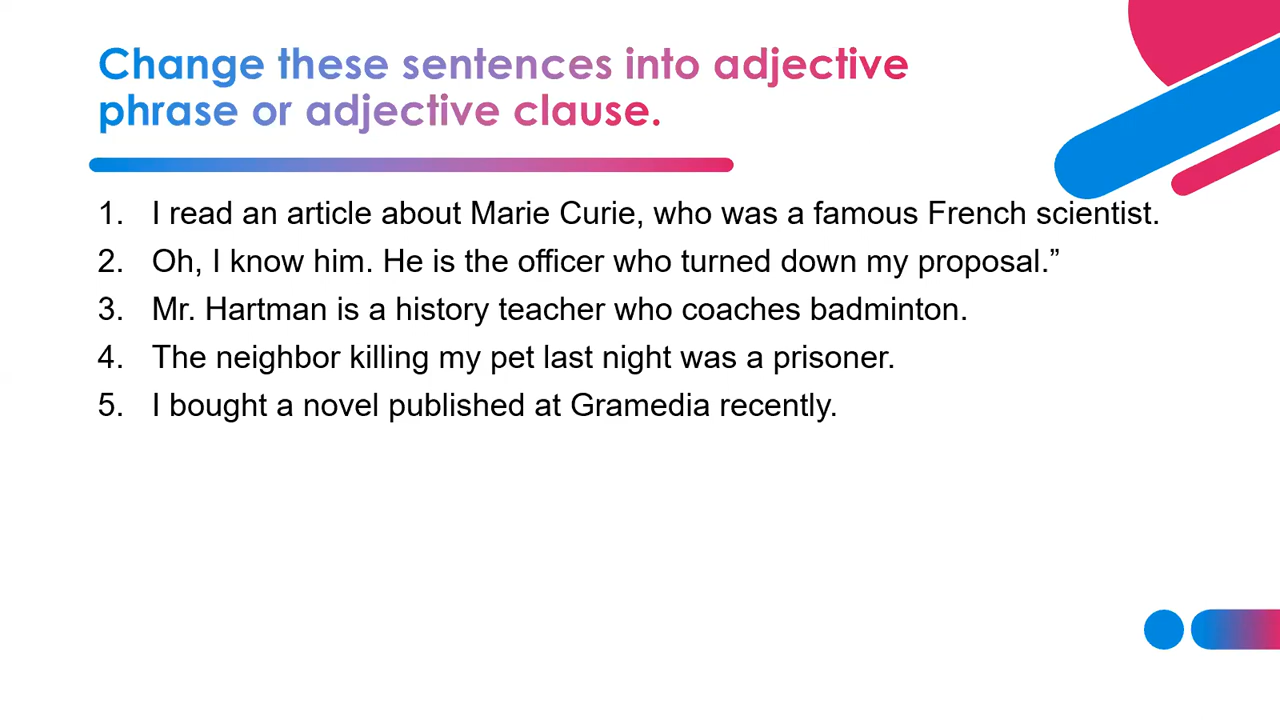 Change these sentences into adjective
phrase or adjective clause.
1. I read an article about Marie Curie, who was a famous French scientist.
2. Oh, I know him. He is the officer who turned down my proposal.”
3. Mr. Hartman is a history teacher who coaches badminton.
4. The neighbor killing my pet last night was a prisoner.
5. I bought a novel published at Gramedia recently.